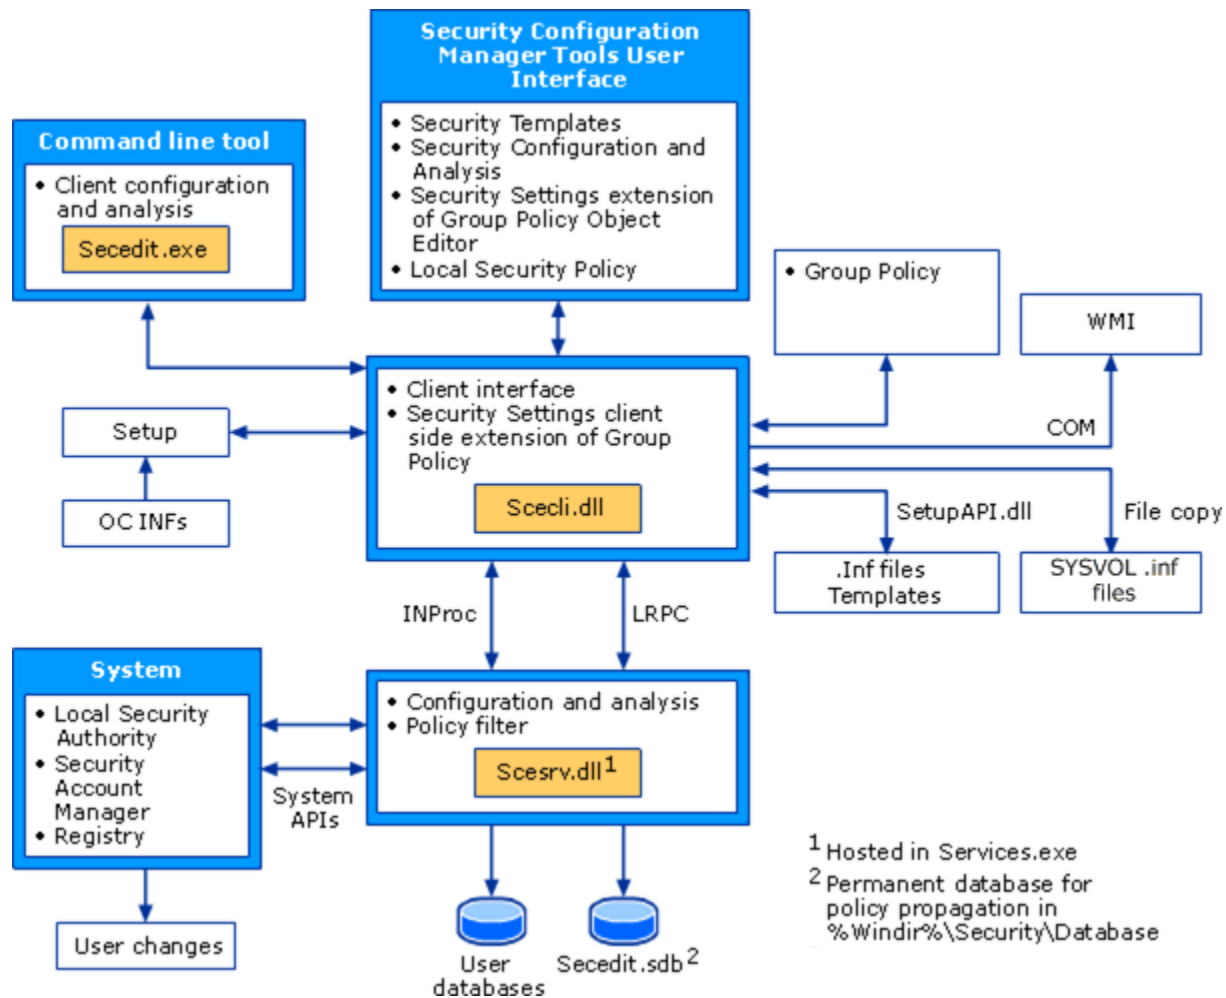 Security Configuration
Manager Tools User
Interface
• Security Templates
• Security Configuration and
Analysis
• Security Settings extension
of Group Policy Object
Editor
• Local Security Policy
Command line tool
• Client configuration
and analysis
Secedit.exe
• Group Policy
WMI
• Client interface
• Security Settings client
side extension of Group
Policy
Scecli.dll
Setup
OC INFs
COM
SetupAPI.dll
File copy
.Inf files
Templates
SYSVOL .inf
files
INProc
LRPC
System
• Local Security
Authority
• Security
Account
Manager
• Registry
System
APIs
• Configuration and analysis
• Policy filter
Scesrv.dll1
User changes
User
databases
Secedit.sdb2
1 Hosted in Services.exe
2 Permanent database for
policy propagation in
%Windir%\Security\Database